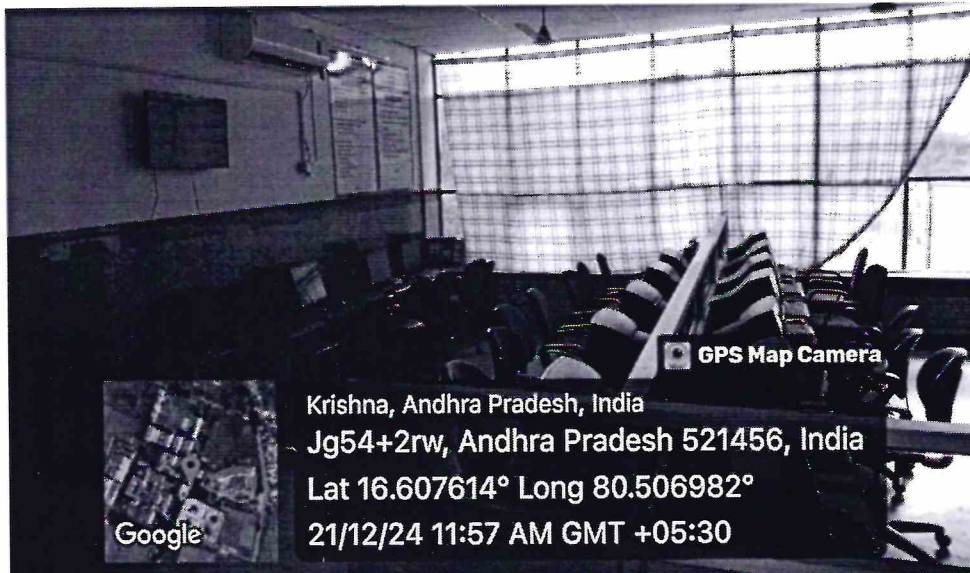 GPS Map Camera
Krishna, Andhra Pradesh, India
Jg54+2rw, Andhra Pradesh 521456, India
Lat 16.607614° Long 80.506982°
21/12/24 11:57 AM GMT +05:30
Google